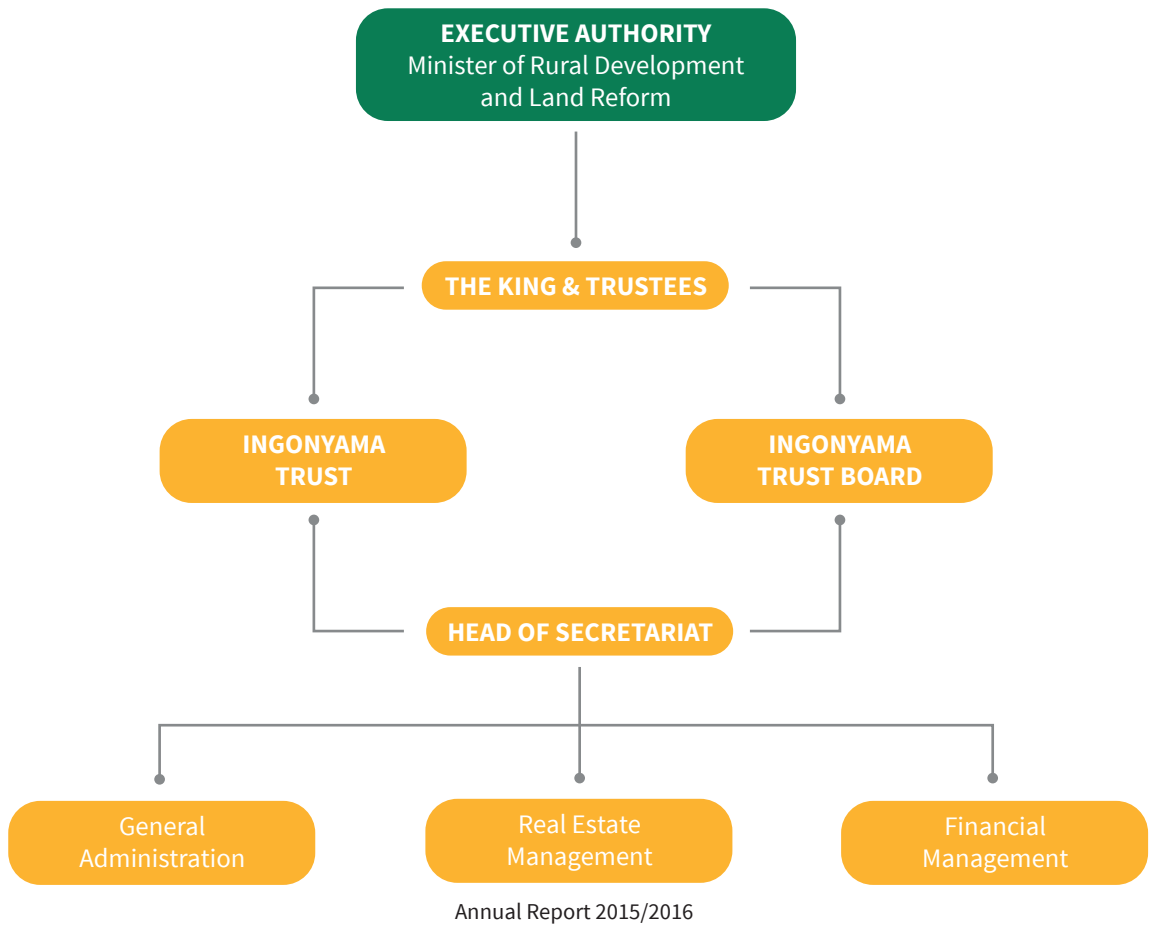 EXECUTIVE AUTHORITY
Minister of Rural Development
and Land Reform
THE KING & TRUSTEES
INGONYAMA
TRUST
INGONYAMA
TRUST BOARD
HEAD OF SECRETARIAT
General
Administration
Real Estate
Management
Financial
Management
Annual Report 2015/2016